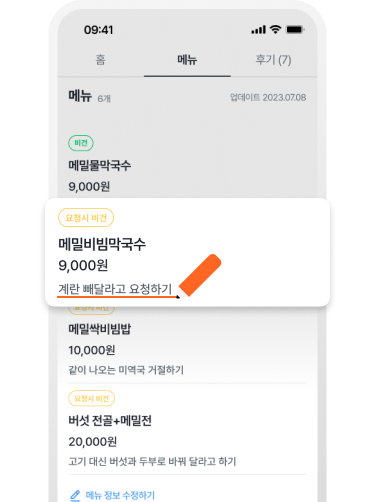 09:41
홈 메뉴 후기 (7)
메뉴 6개 업데이트 2023.07.08
비건
메밀물막국수
9,000원
요청시 비건
메밀비빔막국수
9,000원
계란 빼달라고 요청하기
요청시 비건
메밀싹비빔밥
10,000원
같이 나오는 미역국 거절하기
요청시 비건
버섯 전골+메밀전
20,000원
고기 대신 버섯과 두부로 바꿔 달라고 하기
메뉴 정보 수정하기